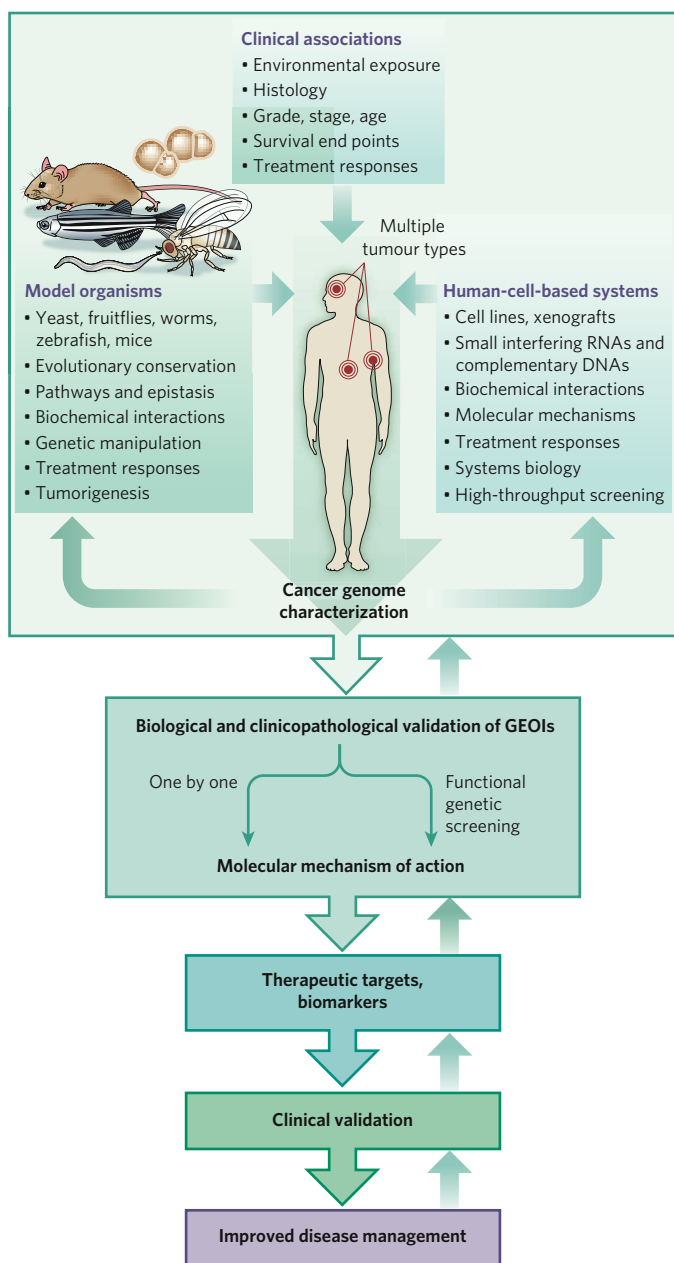 Clinical associations
• Environmental exposure
• Histology
• Grade, stage, age
• Survival end points
• Treatment responses
Multiple
tumour types
Model organisms
• Yeast, fruitflies, worms,
zebrafish, mice
• Evolutionary conservation
• Pathways and epistasis
• Biochemical interactions
• Genetic manipulation
• Treatment responses
• Tumorigenesis
Human-cell-based systems
• Cell lines, xenografts
• Small interfering RNAs and
complementary DNAs
• Biochemical interactions
• Molecular mechanisms
• Treatment responses
• Systems biology
• High-throughput screening
Cancer genome
characterization
Biological and clinicopathological validation of GEOIs
One by one
Functional
genetic
screening
Molecular mechanism of action
Therapeutic targets,
biomarkers
Clinical validation
Improved disease management